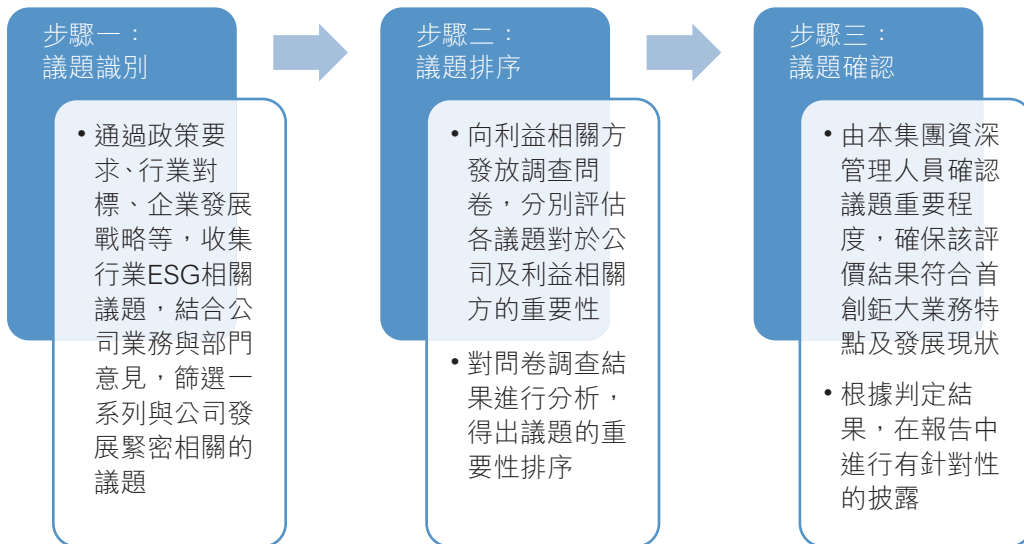 步驟一：
議題識別
• 通過政策要
求、行業對
標、企業發展
戰略等，收集
行業ESG相關
議題，結合公
司業務與部門
意見，篩選一
系列與公司發
展緊密相關的
議題
步驟二：
議題排序
• 向利益相關方
發放調查問
卷，分別評估
各議題對於公
司及利益相關
方的重要性
• 對問卷調查結
果進行分析，
得出議題的重
要性排序
步驟三：
議題確認
• 由本集團資深
管理人員確認
議題重要程
度，確保該評
價結果符合首
創鉅大業務特
點及發展現狀
• 根據判定結
果，在報告中
進行有針對性
的披露